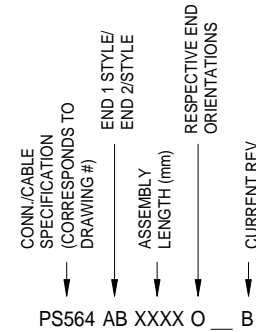 CONN./CABLE
SPECIFICATION
(CORRESPONDS TO
DRAWING #)
END 1 STYLE/
END 2/STYLE
ASSEMBLY
LENGTH (mm)
RESPECTIVE END
ORIENTATIONS
CURRENT REV
PS564 AB XXXX O __ B